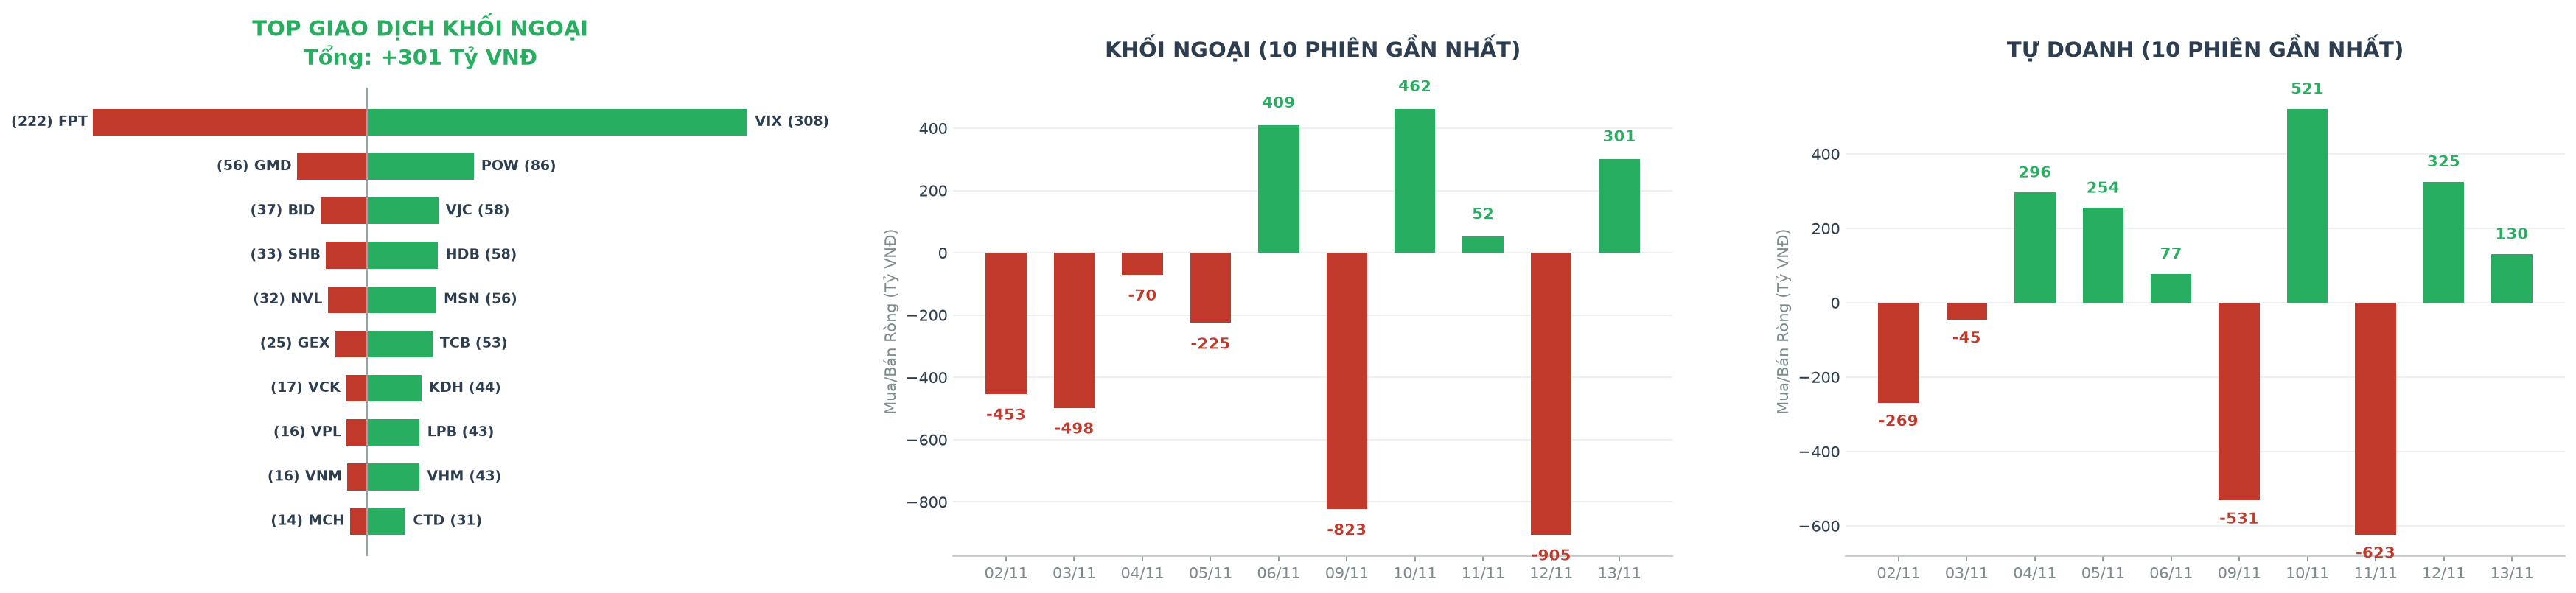 TOP GIAO DỊCH KHỐI NGOẠI
Tổng: +301 Tỷ VNĐ
(222) FPT VIX (308)
(56) GMD POW (86)
(37) BID VJC (58)
(33) SHB HDB (58)
(32) NVL MSN (56)
(25) GEX TCB (53)
(17) VCK KDH (44)
(16) VPL LPB (43)
(16) VNM VHM (43)
(14) MCH CTD (31)
KHỐI NGOẠI (10 PHIÊN GẦN NHẤT)
Mua/Bán Ròng (Tỷ VNĐ)
400
200
0
−200
−400
−600
−800
-453
-498
-70
-225
409
-823
462
52
-905
301
02/11 03/11 04/11 05/11 06/11 09/11 10/11 11/11 12/11 13/11
TỰ DOANH (10 PHIÊN GẦN NHẤT)
Mua/Bán Ròng (Tỷ VNĐ)
400
200
0
−200
−400
−600
-269
-45
296
254
77
-531
521
-623
325
130
02/11 03/11 04/11 05/11 06/11 09/11 10/11 11/11 12/11 13/11